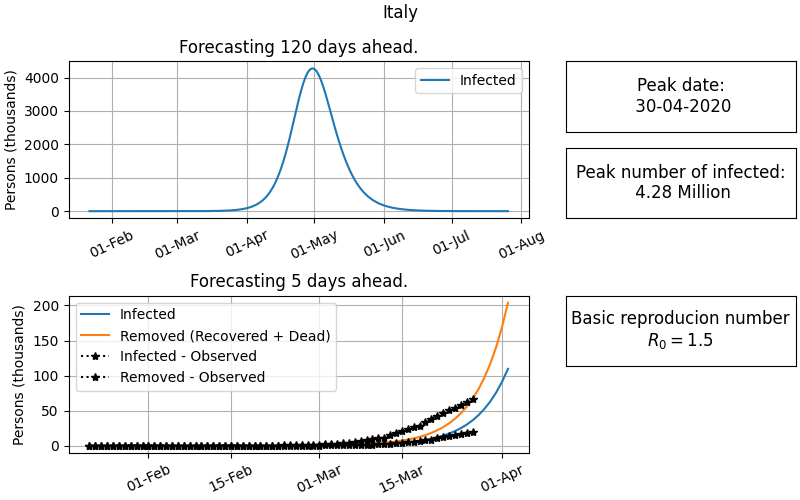 Italy
Forecasting 120 days ahead.
Persons (thousands)
4000
3000
2000
1000
0
Infected
01-Feb
01-Mar
01-Apr
01-May
01-Jun
01-Jul
01-Aug
Peak date:
30-04-2020
Peak number of infected:
4.28 Million
Forecasting 5 days ahead.
Persons (thousands)
200
150
100
50
0
Infected
Removed (Recovered + Dead)
Infected - Observed
Removed - Observed
01-Feb
15-Feb
01-Mar
15-Mar
01-Apr
Basic reproducion number
R₀ = 1.5